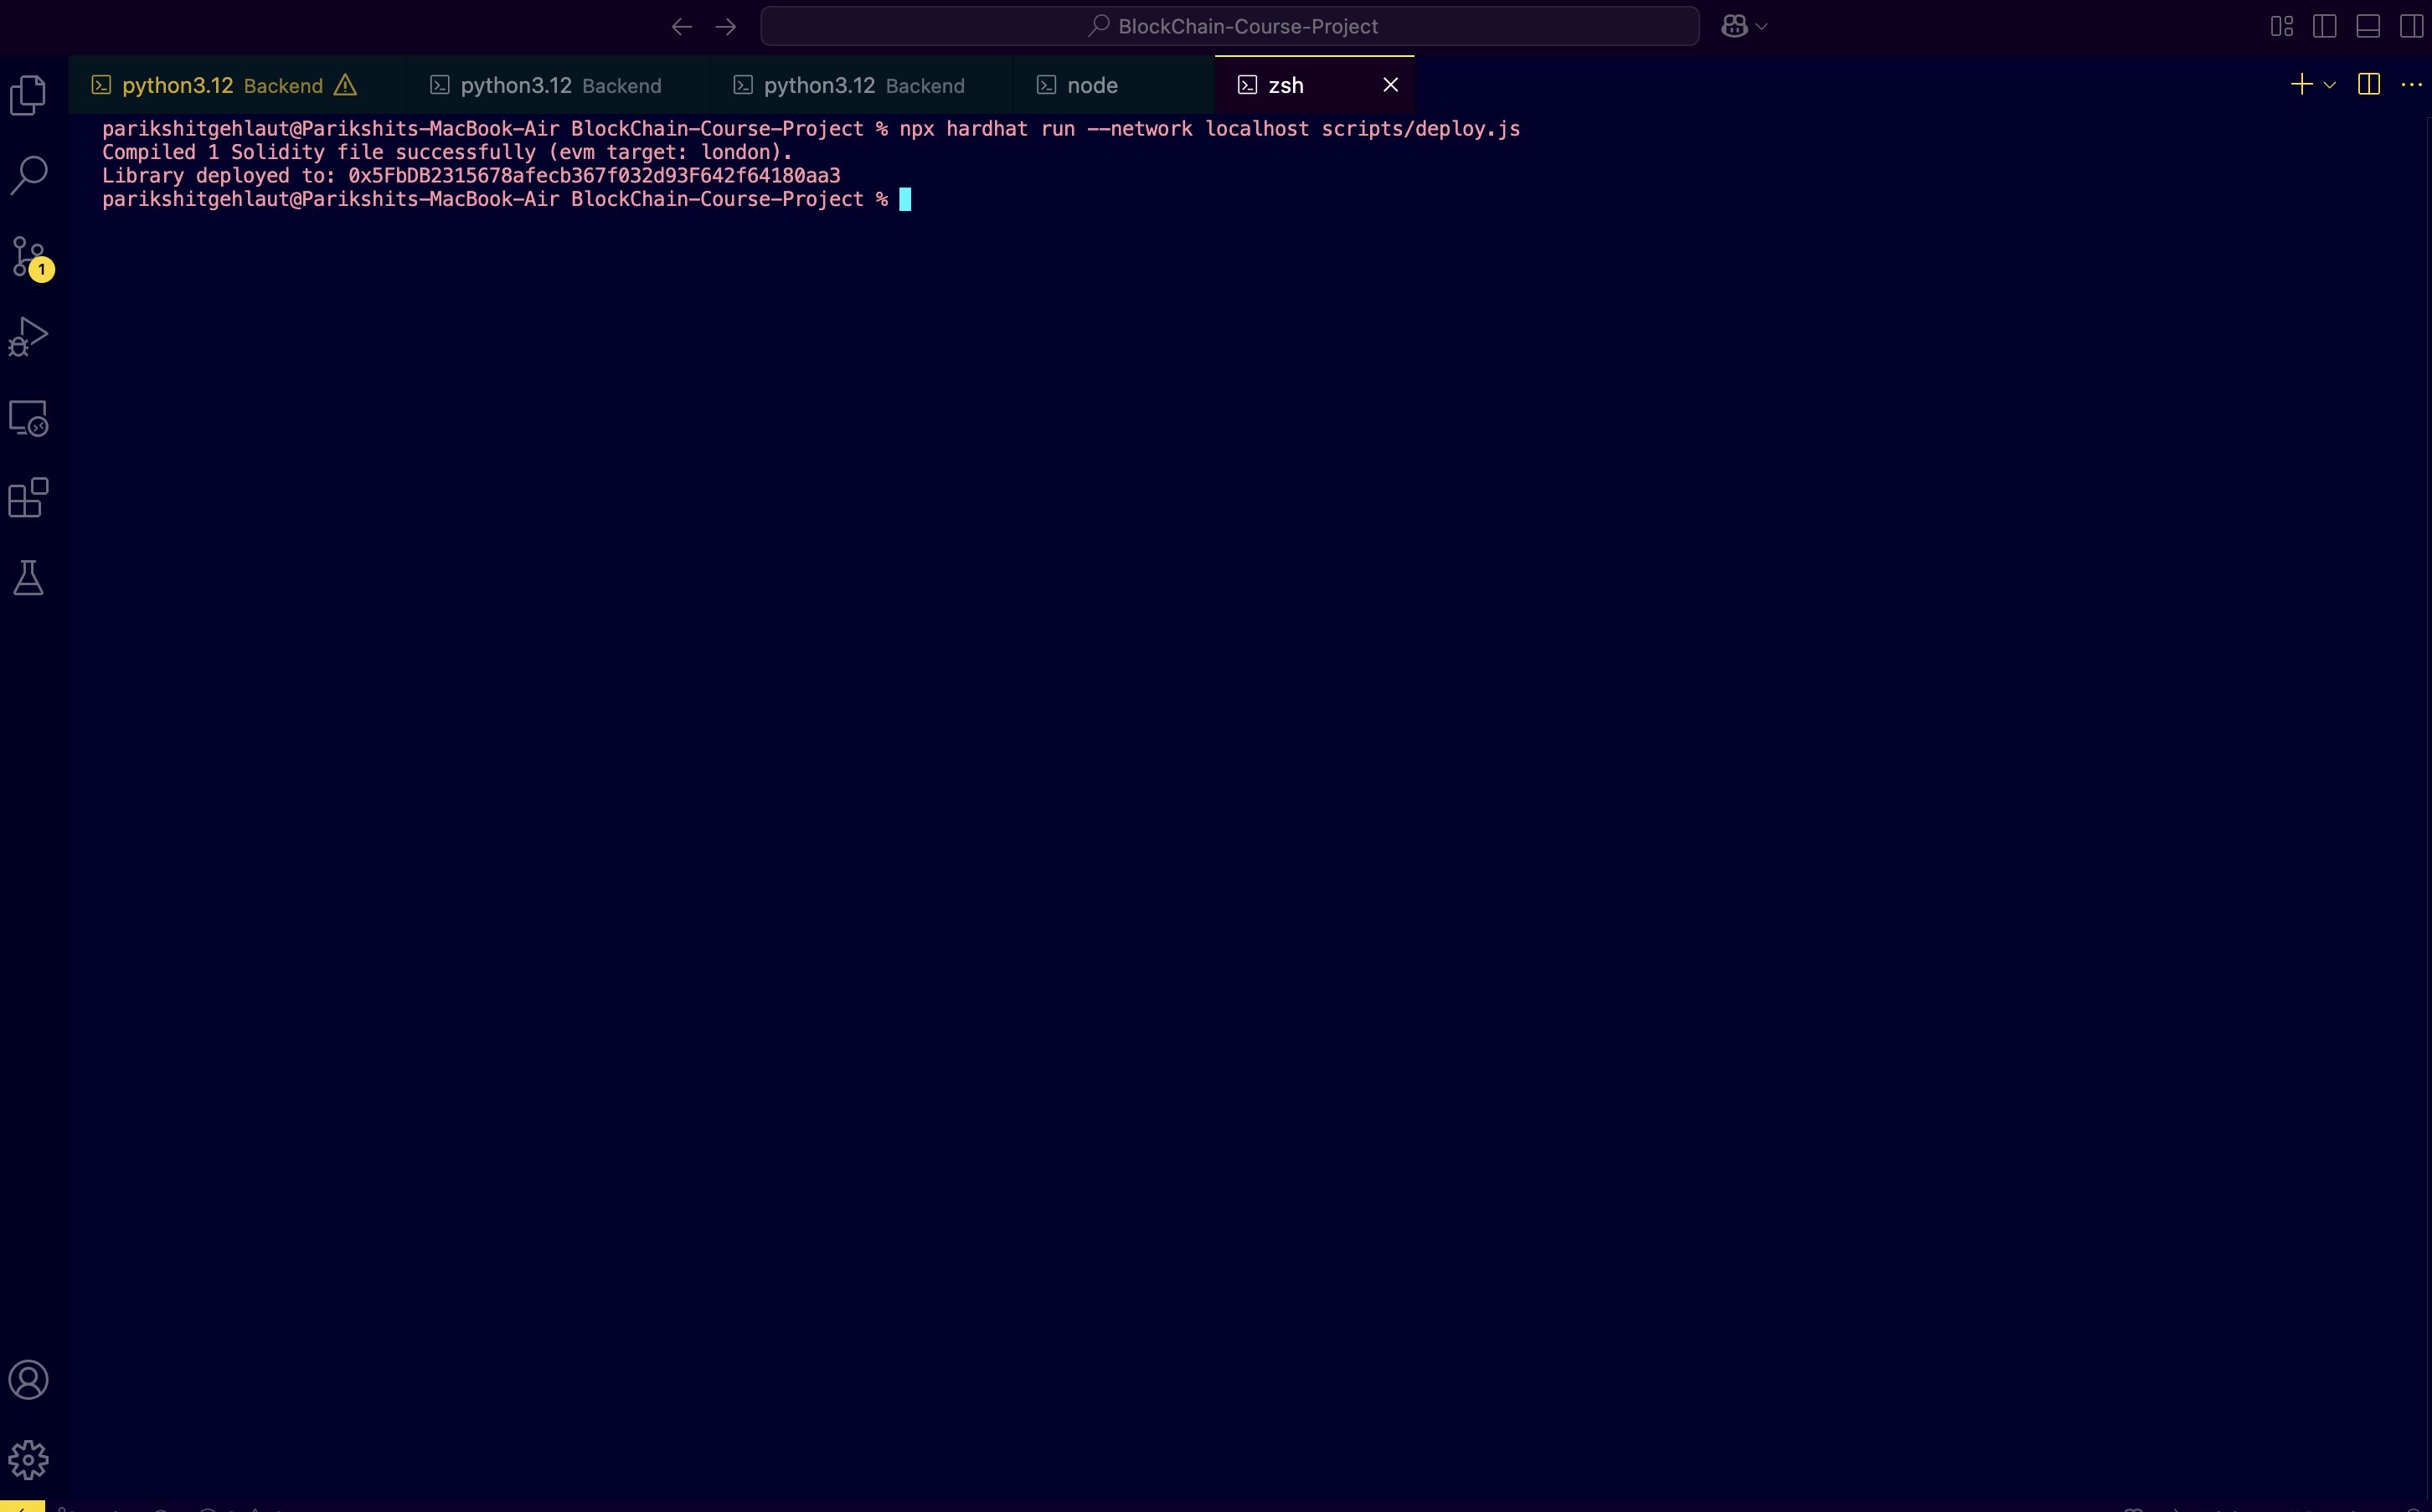 BlockChain-Course-Project
python3.12 Backend
python3.12 Backend
python3.12 Backend
node
zsh
parikshitgehlaut@Parikshits-MacBook-Air BlockChain-Course-Project % npx hardhat run --network localhost scripts/deploy.js
Compiled 1 Solidity file successfully (evm target: london).
Library deployed to: 0x5FbDB2315678afecb367f032d93F642f64180aa3
parikshitgehlaut@Parikshits-MacBook-Air BlockChain-Course-Project %
1